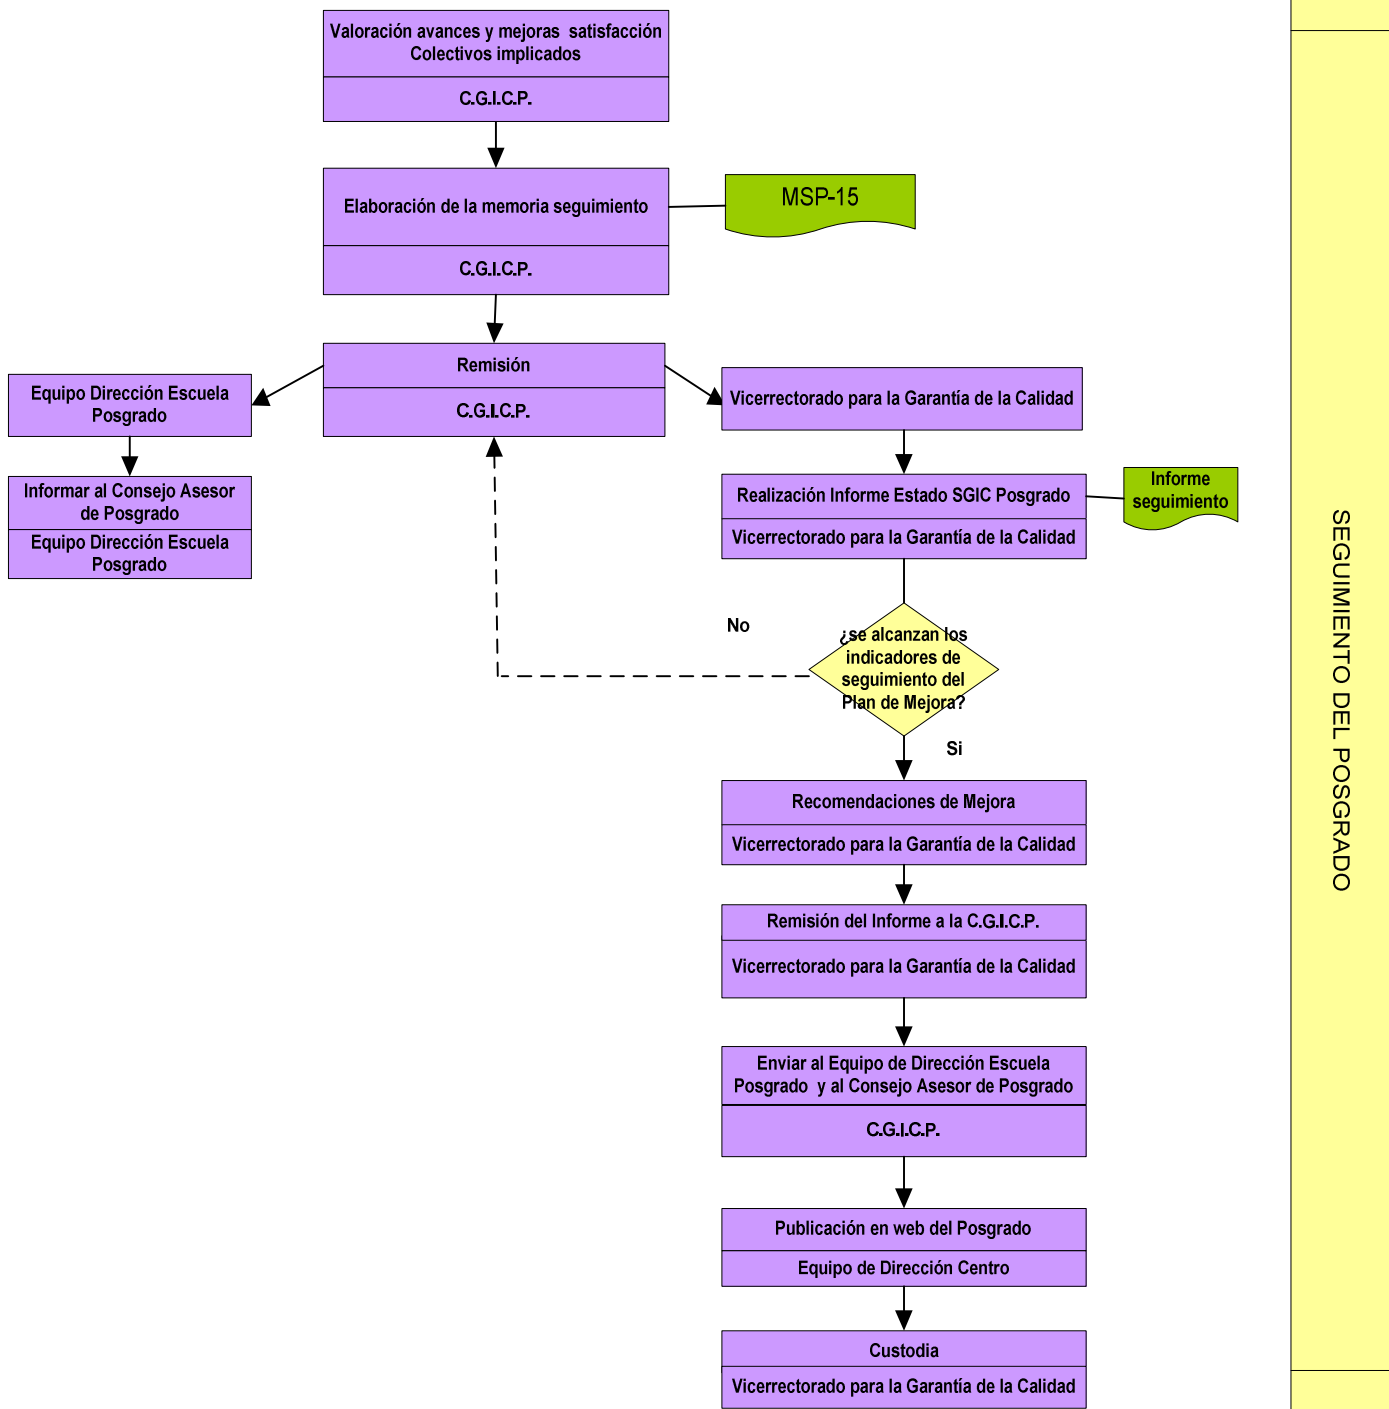 Valoración avances y mejoras  satisfacción
Colectivos implicados
C.G.I.C.P.
Elaboración de la memoria seguimiento
C.G.I.C.P.
MSP-15
Remisión
C.G.I.C.P.
Equipo Dirección Escuela
Posgrado
Informar al Consejo Asesor
de Posgrado
Equipo Dirección Escuela
Posgrado
Vicerrectorado para la Garantía de la Calidad
Realización Informe Estado SGIC Posgrado
Vicerrectorado para la Garantía de la Calidad
Informe
seguimiento
No
¿se alcanzan los
indicadores de
seguimiento del
Plan de Mejora?
Si
Recomendaciones de Mejora
Vicerrectorado para la Garantía de la Calidad
Remisión del Informe a la C.G.I.C.P.
Vicerrectorado para la Garantía de la Calidad
Enviar al Equipo de Dirección Escuela
Posgrado  y al Consejo Asesor de Posgrado
C.G.I.C.P.
Publicación en web del Posgrado
Equipo de Dirección Centro
Custodia
Vicerrectorado para la Garantía de la Calidad
SEGUIMIENTO DEL POSGRADO